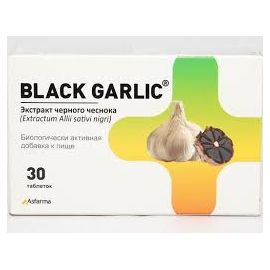 BLACK GARLIC®
Экстракт черного чеснока
(Extractum Allii sativi nigri)
Биологически активная
добавка к пище
30
таблеток
Asfarma